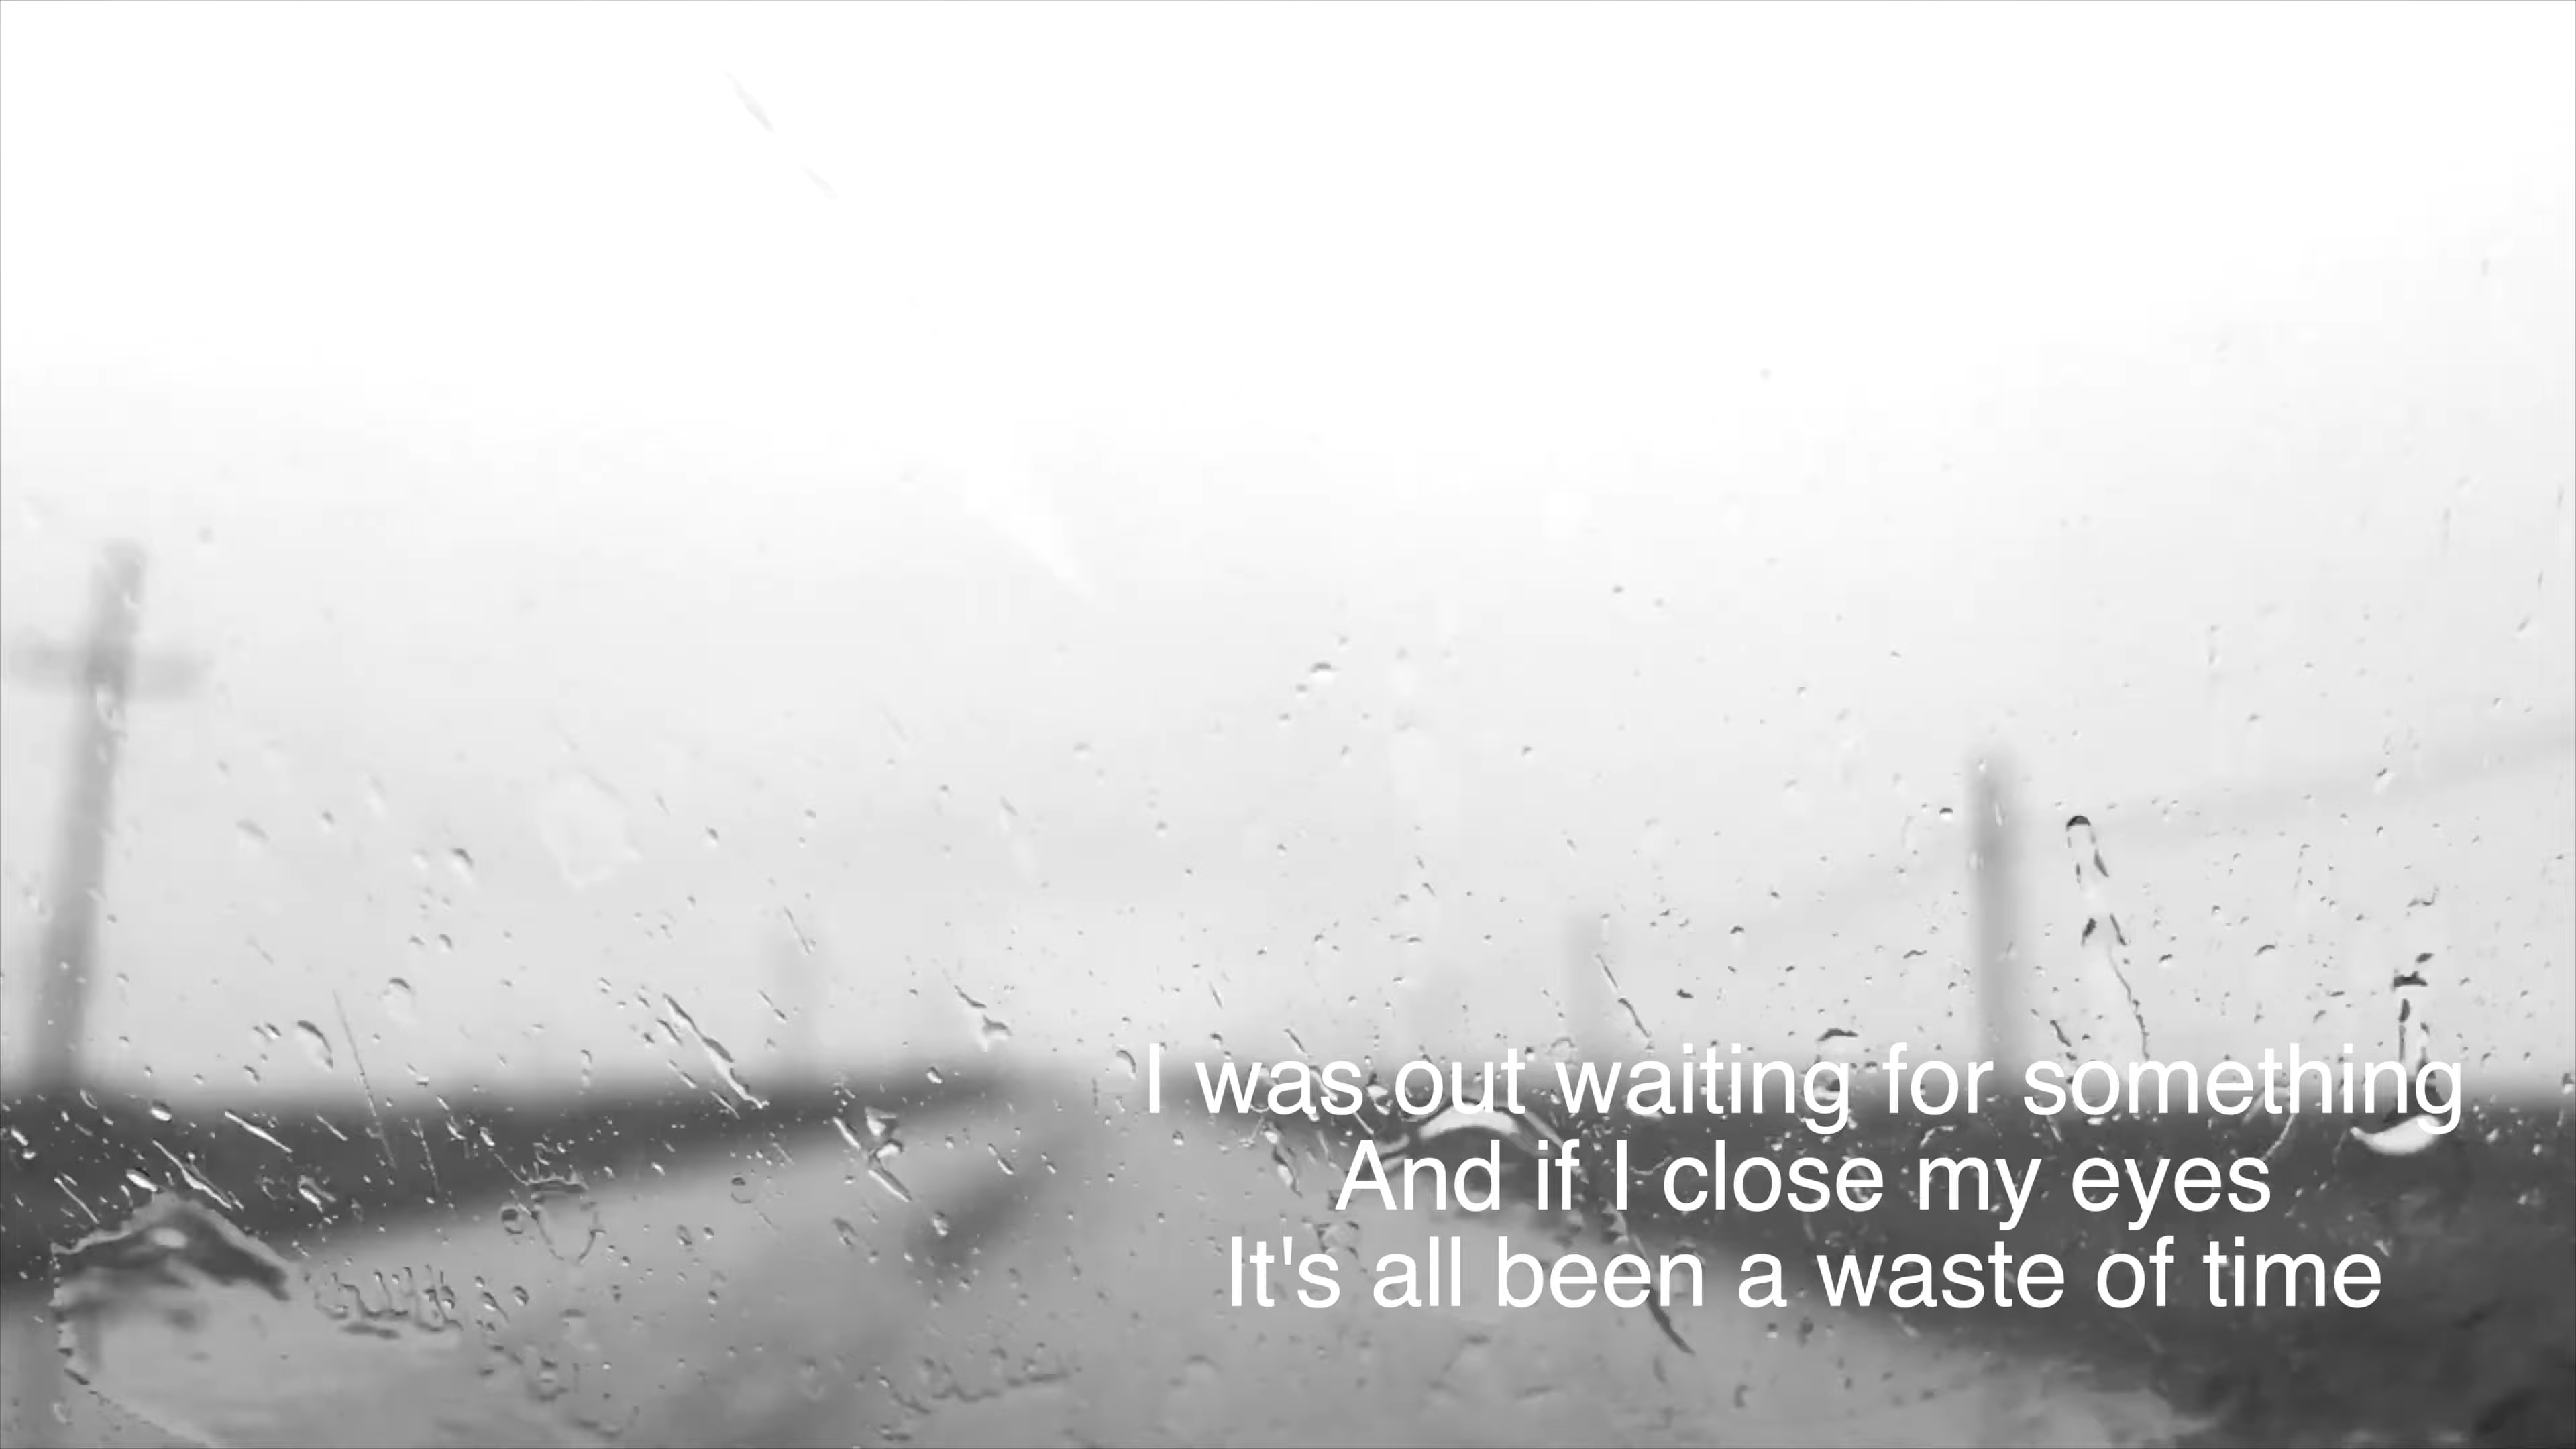 I was out waiting for something
And if I close my eyes
It's all been a waste of time